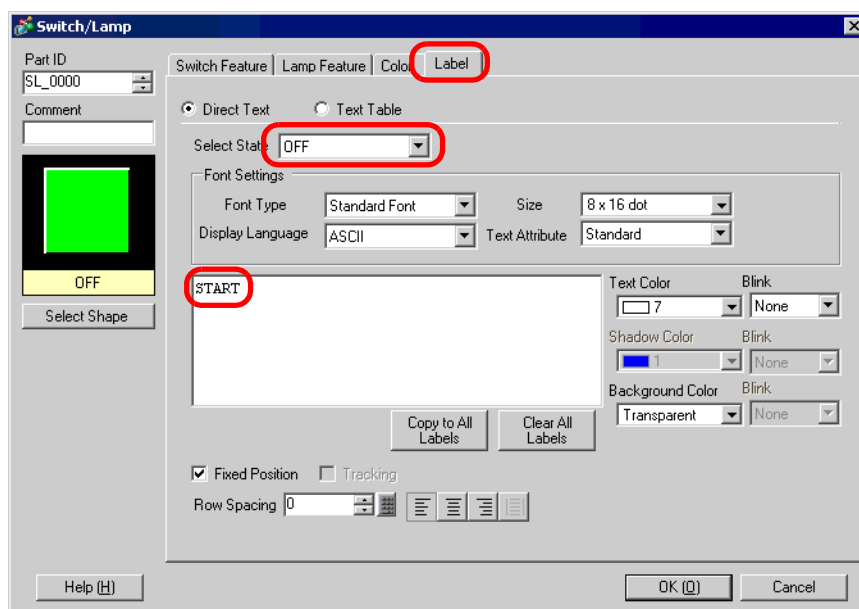 Switch/Lamp
Part ID
SL_0000
Comment
OFF
Select Shape
Switch Feature Lamp Feature Color Label
Direct Text Text Table
Select State OFF
Font Settings
Font Type Standard Font Size 8 x 16 dot
Display Language ASCII Text Attribute Standard
START
Text Color Blink
7 None
Shadow Color Blink
1 None
Background Color Blink
Transparent None
Copy to All Labels
Clear All Labels
Fixed Position Tracking
Row Spacing 0
Help (H) OK (O) Cancel